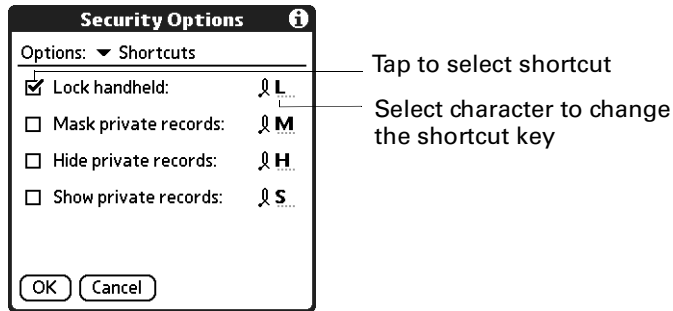 Security Options i
Options: Shortcuts
Lock handheld: L
Mask private records: M
Hide private records: H
Show private records: S
OK Cancel
Tap to select shortcut
Select character to change
the shortcut key